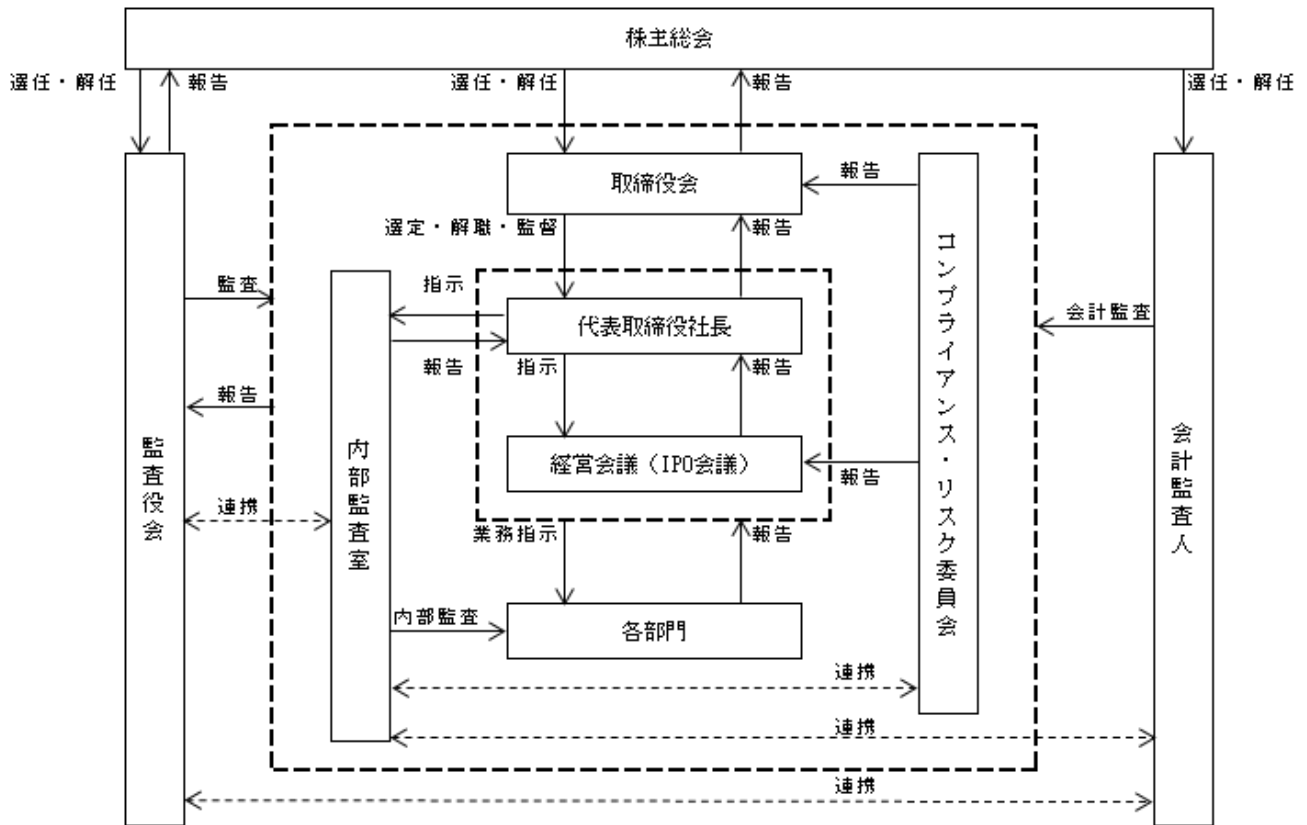 株主総会
選任・解任
報告
選任・解任
報告
選任・解任
取締役会
報告
選定・解職・監督
報告
監査
指示
代表取締役社長
会計監査
報告
指示
報告
報告
経営会議（IPO会議）
報告
連携
業務指示
報告
内部監査
各部門
連携
連携
連携
監査役会
内部監査室
コンプライアンス・リスク委員会
会計監査人